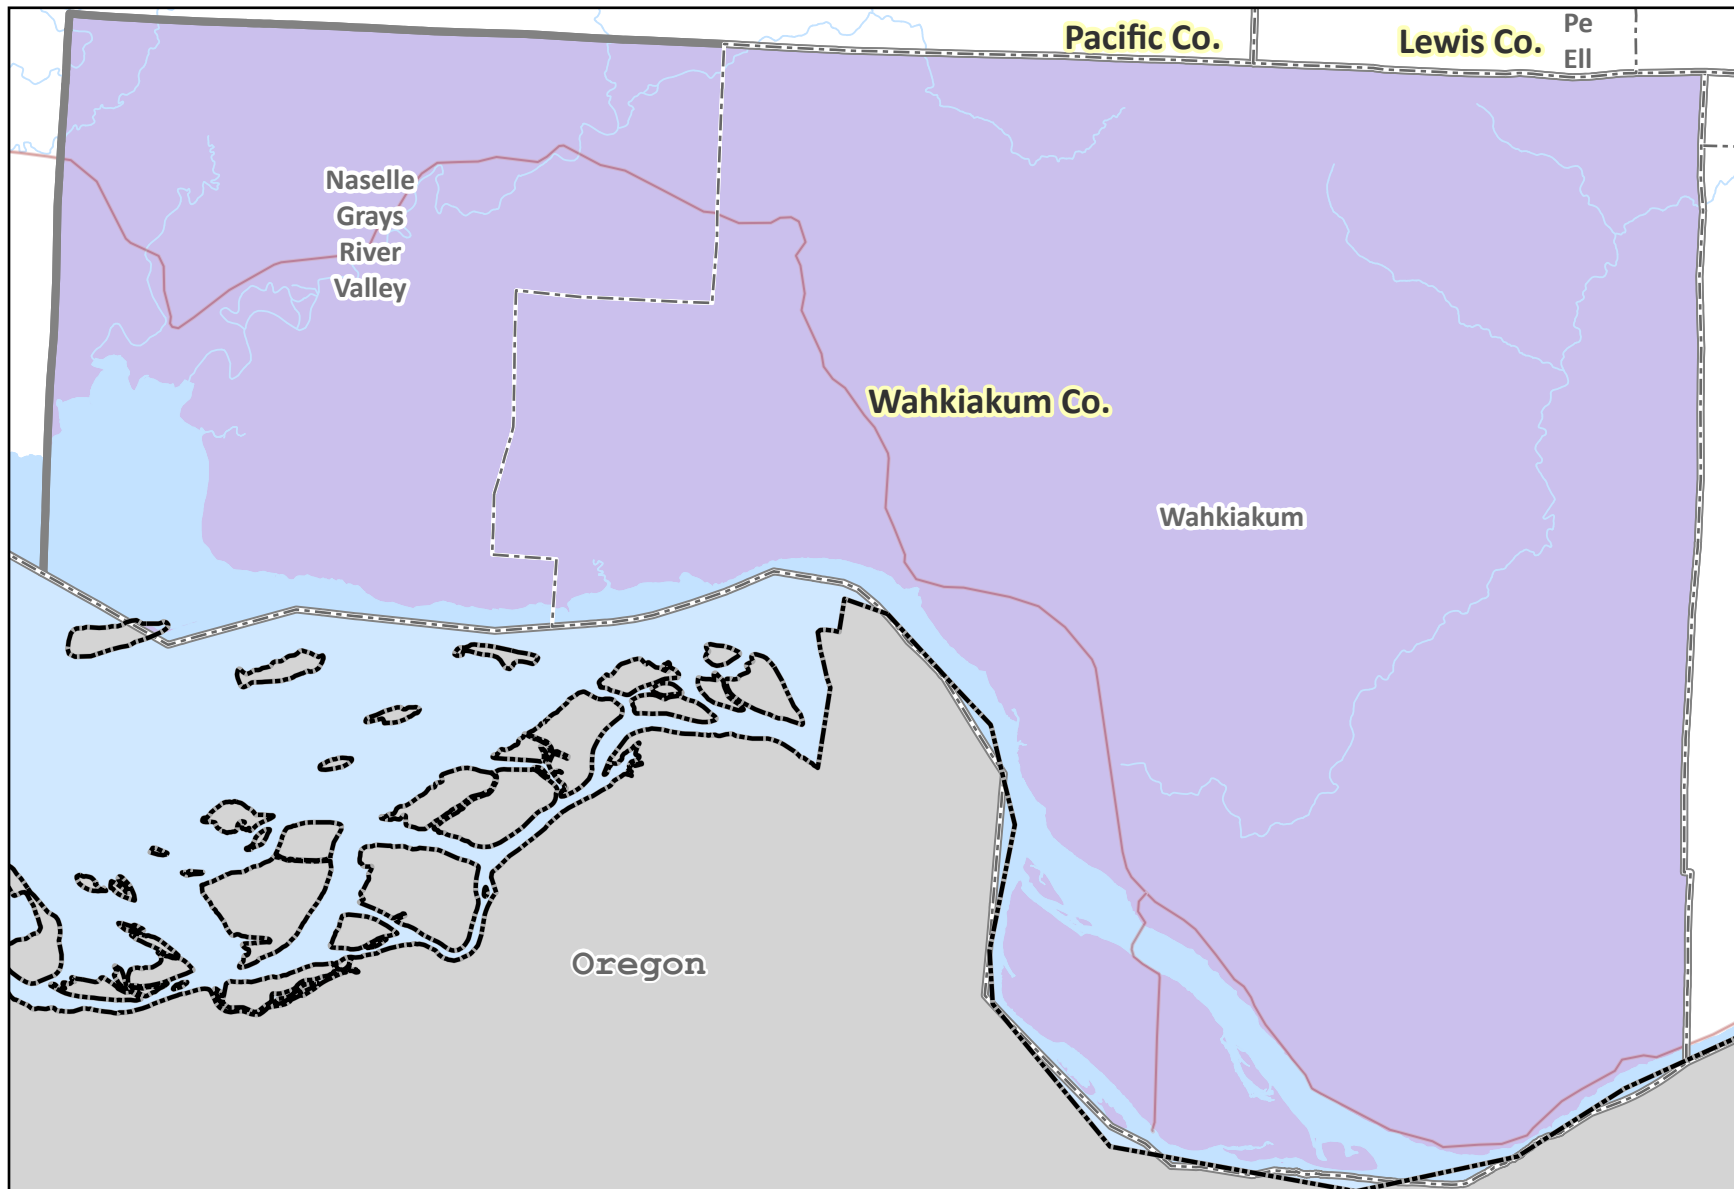 Pacific Co.
Lewis Co.
Pe
Ell
Naselle
Grays
River
Valley
Wahkiakum Co.
Wahkiakum
Oregon